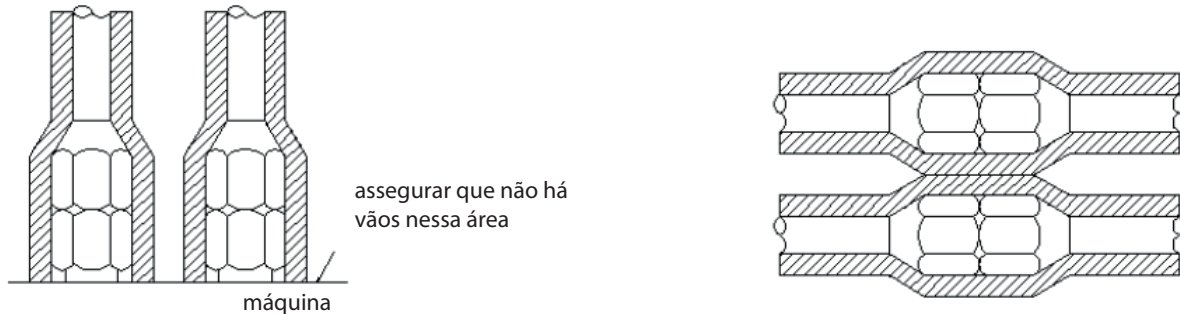 assegurar que não há
vãos nessa área
máquina